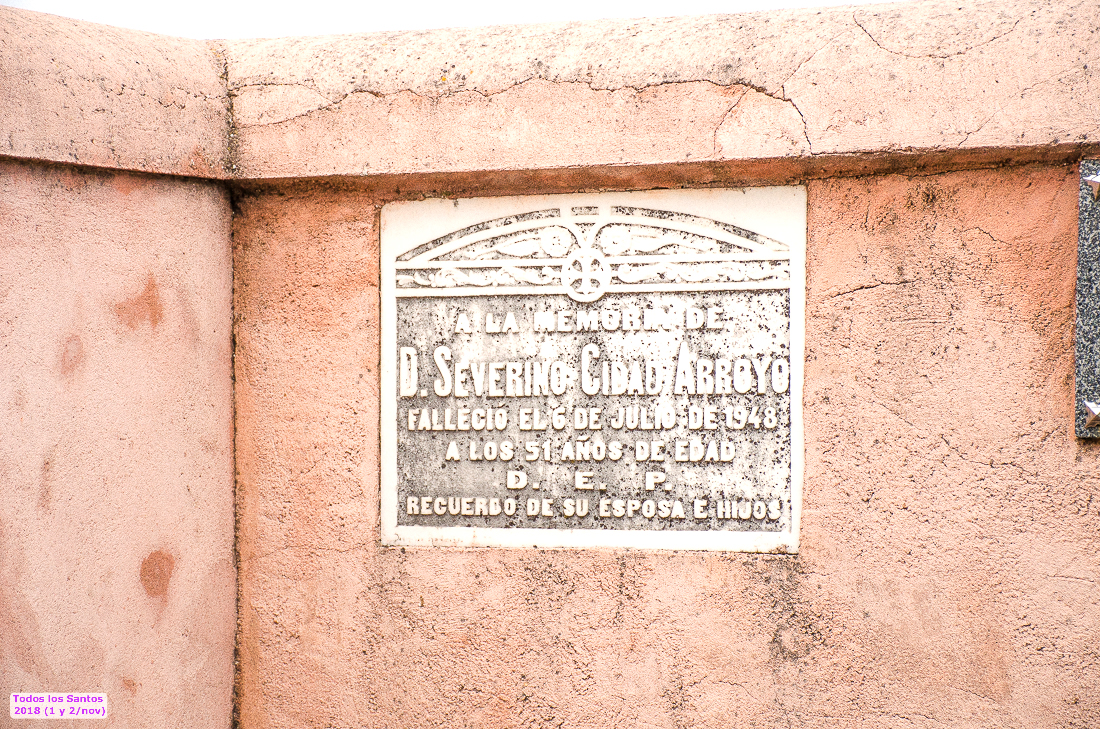 A LA MEMORIA DE
D. SEVERINO CIDAD ARROYO
FALLECIÓ EL 6 DE JULIO DE 1948
A LOS 51 AÑOS DE EDAD
D. E. P.
RECUERDO DE SU ESPOSA E HIJOS
Todos los Santos
2018 (1 y 2/nov)